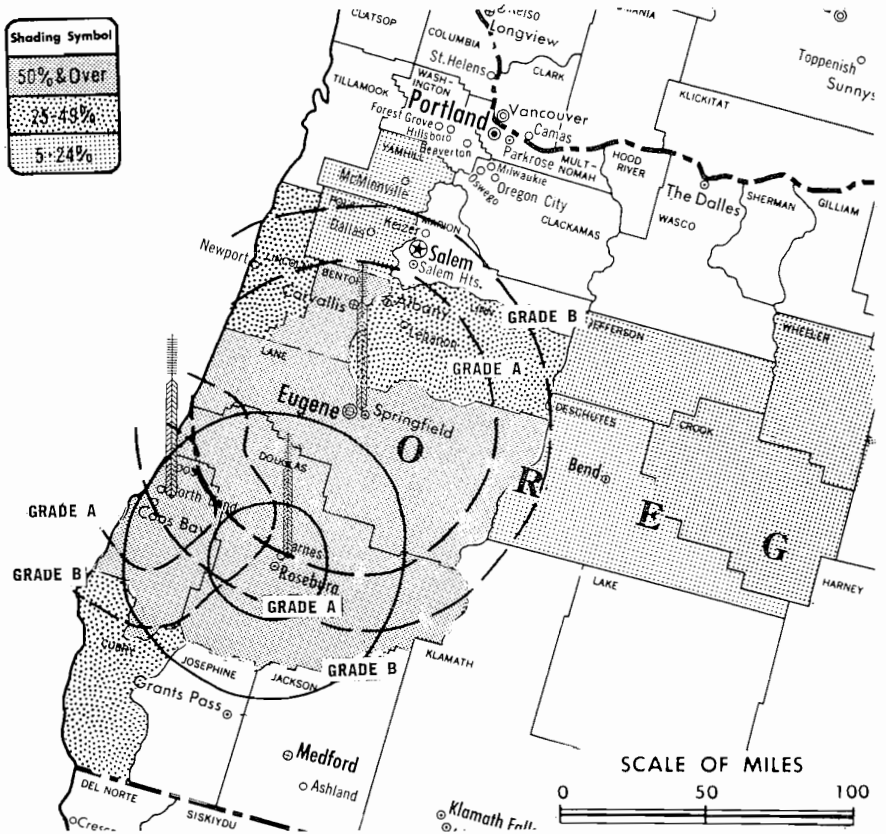 Shading Symbol
50% & Over
25-49%
5-24%
CLATSOP
COLUMBIA
Kelso
Longview
St. Helens
CLARK
WASH-
INGTON
TILLAMOOK
Portland
Vancouver
Camas
Forest Grove
Hillsboro
Beaverton
Parkrose
MULT-
NOMAH
HOOD
RIVER
KLICKITAT
Toppenish
Sunnys
YAMHILL
McMinnville
Milwaukie
Oswego
Oregon City
CLACKAMAS
The Dalles
WASCO
SHERMAN
GILLIAM
POLK
Dallas
Keizer
MARION
Salem
Salem Hts.
Newport
LINCOLN
BENTON
Corvallis
Albany
LINN
Lebanon
GRADE B
GRADE A
JEFFERSON
WHEELER
LANE
Eugene
Springfield
DESCHUTES
CROOK
Bend
O
R
E
G
DOUGLAS
COOS
North Bend
Coos Bay
GRADE A
GRADE B
Barnes
Roseburg
GRADE A
GRADE B
LAKE
HARNEY
KLAMATH
CURRY
JOSEPHINE
JACKSON
Grants Pass
Medford
Ashland
DEL NORTE
SISKIYOU
Cresc
Klamath Fall
SCALE OF MILES
0 50 100